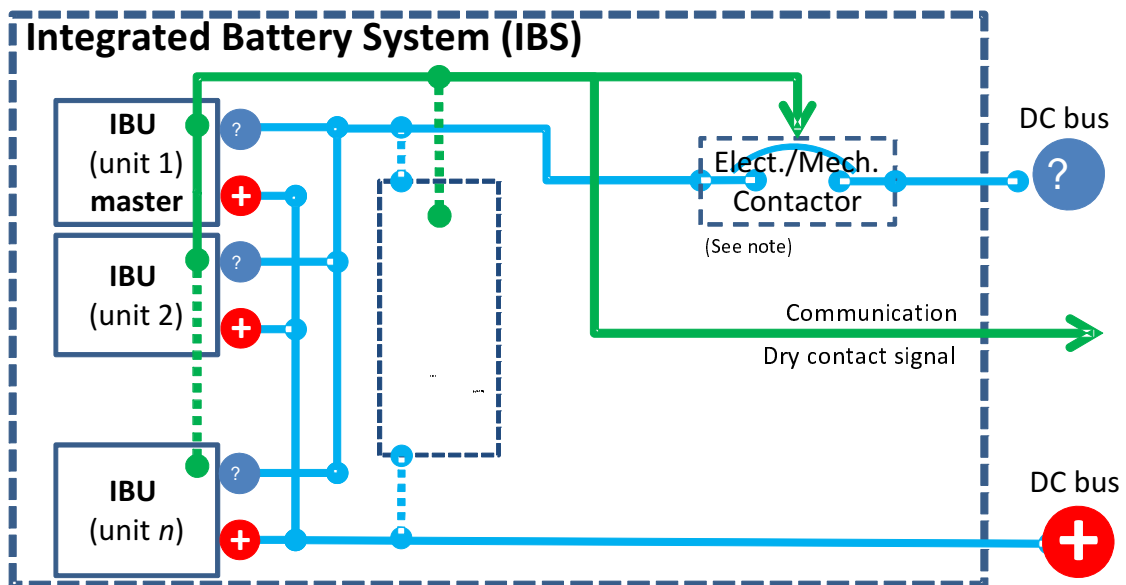 Integrated Battery System (IBS)
IBU
(unit 1)
master
?
+
IBU
(unit 2)
?
+
IBU
(unit n)
?
+
Elect./Mech.
Contactor
(See note)
DC bus
?
Communication
Dry contact signal
DC bus
+